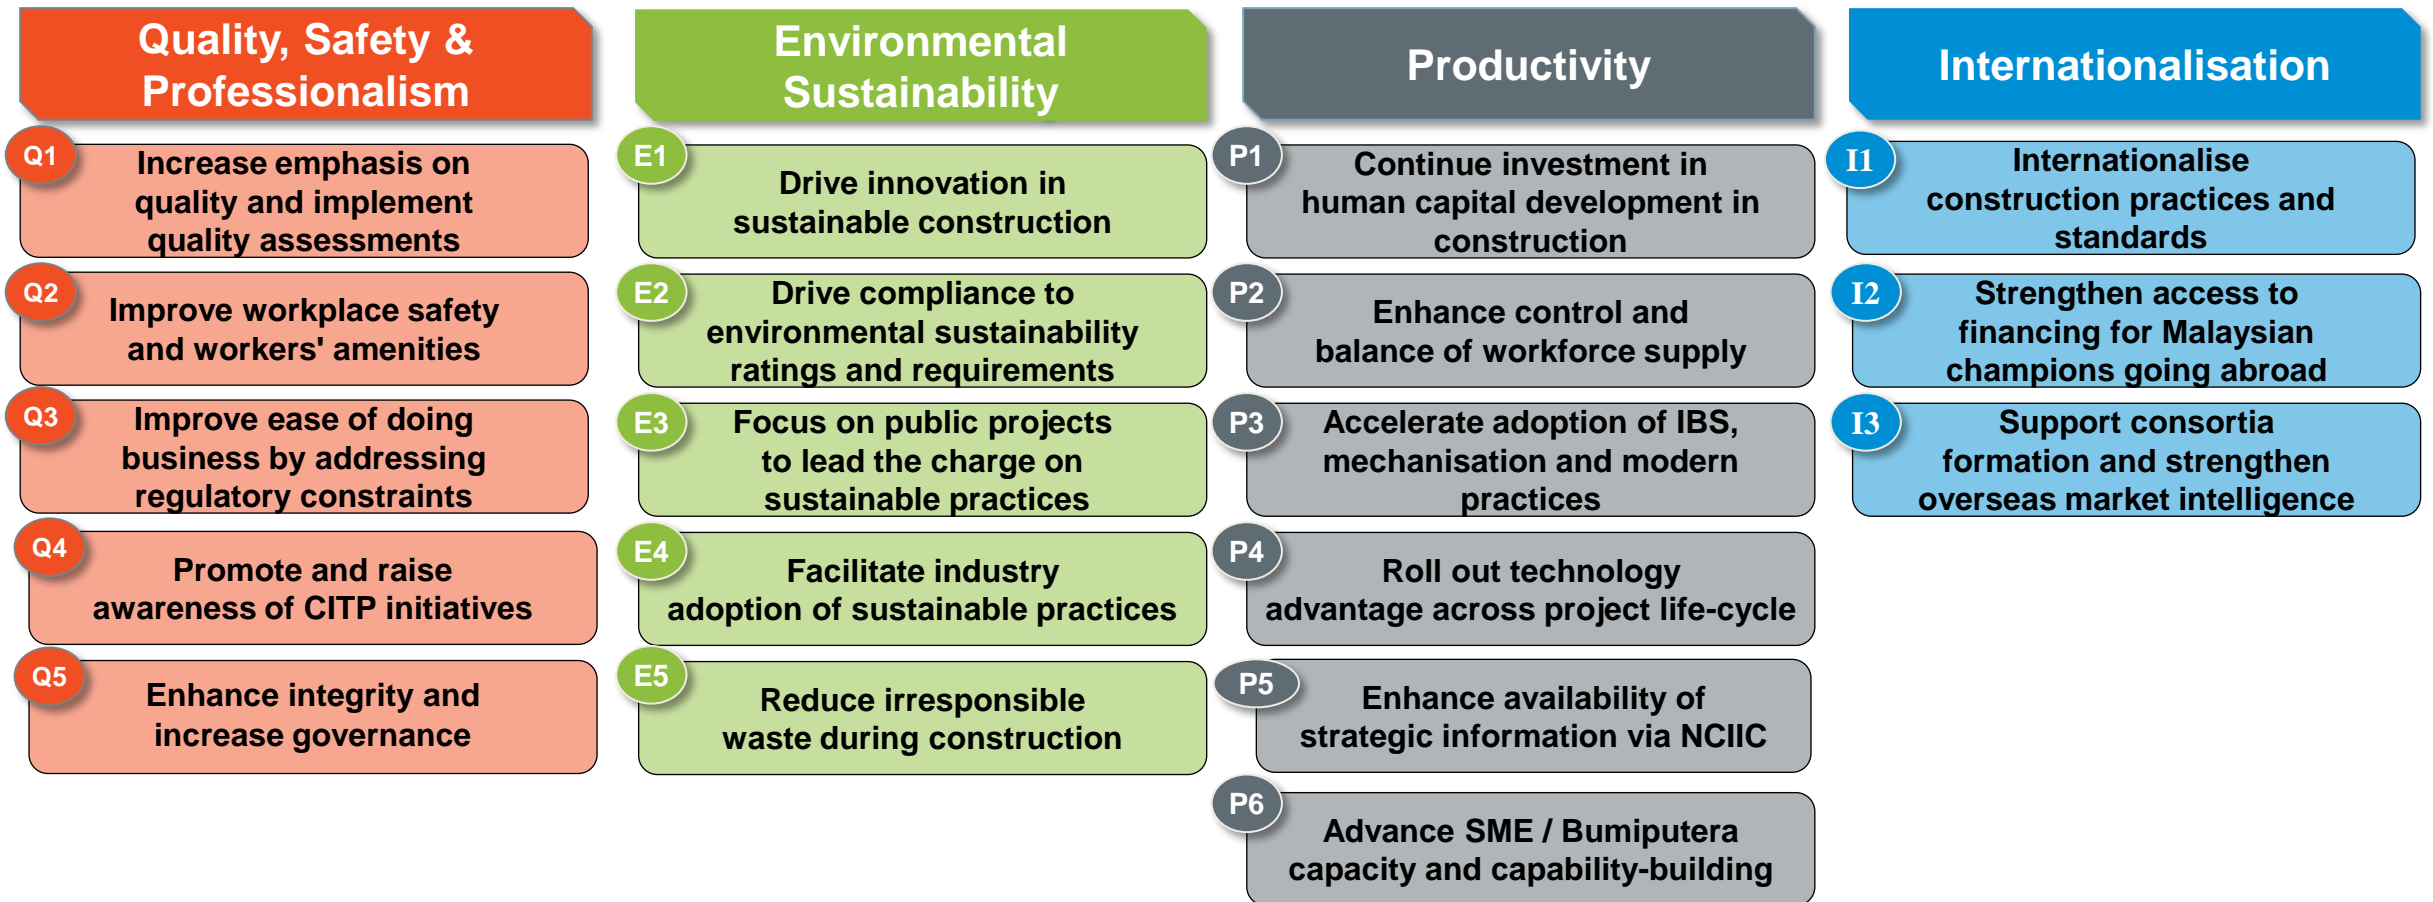 Quality, Safety &
Professionalism
Q1
Increase emphasis on
quality and implement
quality assessments
Q2
Improve workplace safety
and workers' amenities
Q3
Improve ease of doing
business by addressing
regulatory constraints
Q4
Promote and raise
awareness of CITP initiatives
Q5
Enhance integrity and
increase governance
Environmental
Sustainability
E1
Drive innovation in
sustainable construction
E2
Drive compliance to
environmental sustainability
ratings and requirements
E3
Focus on public projects
to lead the charge on
sustainable practices
E4
Facilitate industry
adoption of sustainable practices
E5
Reduce irresponsible
waste during construction
Productivity
P1
Continue investment in
human capital development in
construction
P2
Enhance control and
balance of workforce supply
P3
Accelerate adoption of IBS,
mechanisation and modern
practices
P4
Roll out technology
advantage across project life-cycle
P5
Enhance availability of
strategic information via NCIIC
P6
Advance SME / Bumiputera
capacity and capability-building
Internationalisation
I1
Internationalise
construction practices and
standards
I2
Strengthen access to
financing for Malaysian
champions going abroad
I3
Support consortia
formation and strengthen
overseas market intelligence